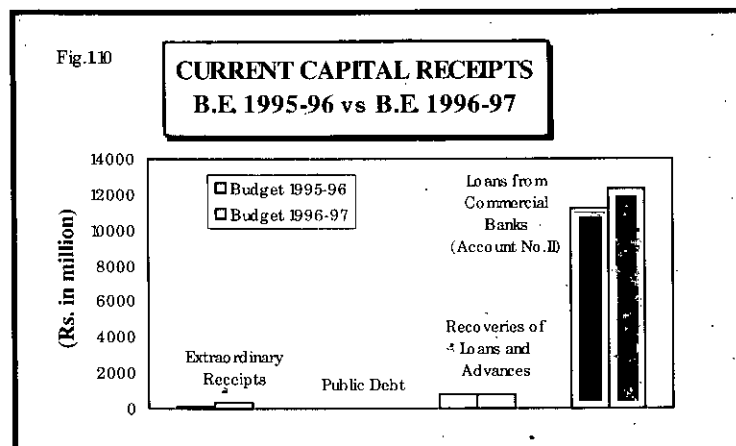 Fig.1.10
CURRENT CAPITAL RECEIPTS
B.E. 1995-96 vs B.E. 1996-97
(Rs. in million)
14000
12000
10000
8000
6000
4000
2000
0
Budget 1995-96
Budget 1996-97
Extraordinary
Receipts
Public Debt
Recoveries of
Loans and
Advances
Loans from
Commercial
Banks
(Account No.II)